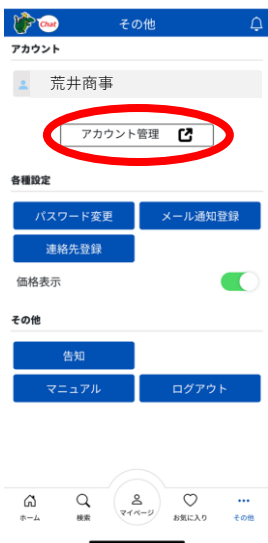 Chat
その他
アカウント
荒井商事
アカウント管理
各種設定
パスワード変更 メール通知登録
連絡先登録
価格表示
その他
告知
マニュアル ログアウト
ホーム 検索 マイページ お気に入り その他